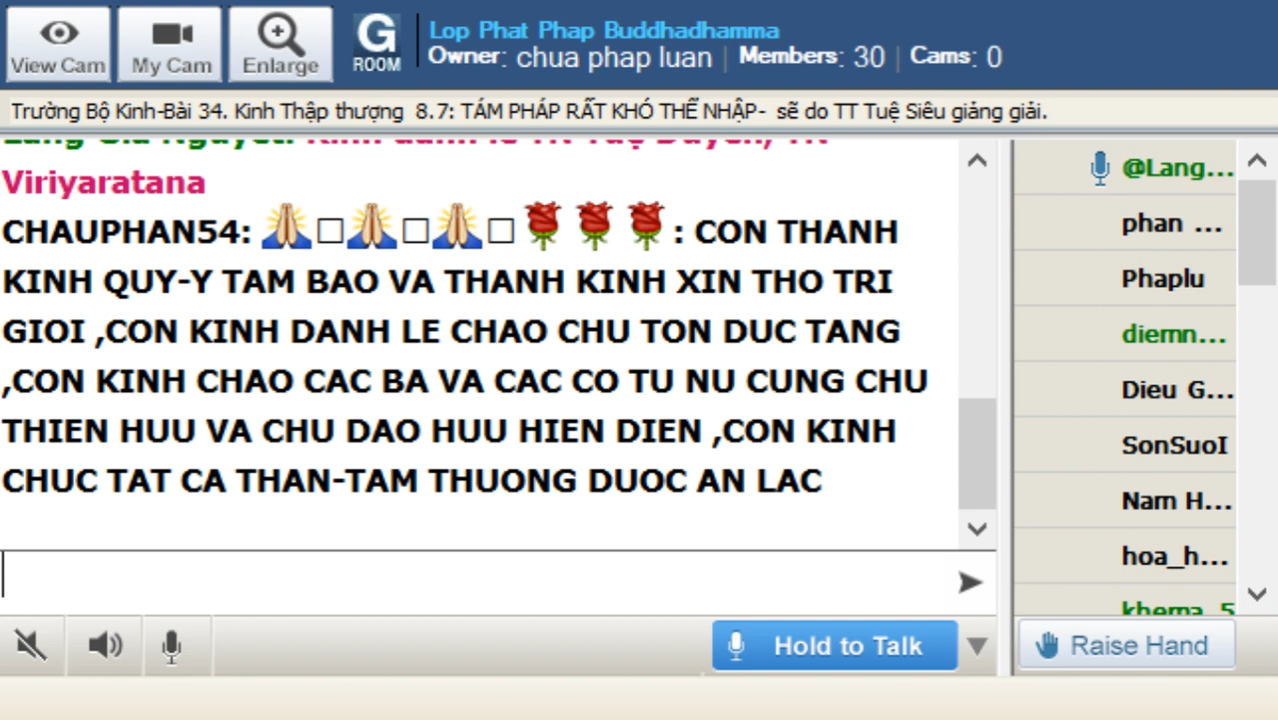 View Cam
My Cam
Enlarge
G
ROOM
Lop Phat Phap Buddhadhamma
Owner: chua phap luan | Members: 30 | Cams: 0
Trường Bộ Kinh-Bài 34. Kinh Thập thượng 8.7: TÁM PHÁP RẤT KHÓ THỂ NHẬP- sẽ do TT Tuệ Siêu giảng giải.
Viriyaratana
CHAUPHAN54: 🙏□🙏□🙏□🌹🌹🌹: CON THANH
KINH QUY-Y TAM BAO VA THANH KINH XIN THO TRI
GIOI ,CON KINH DANH LE CHAO CHU TON DUC TANG
,CON KINH CHAO CAC BA VA CAC CO TU NU CUNG CHU
THIEN HUU VA CHU DAO HUU HIEN DIEN ,CON KINH
CHUC TAT CA THAN-TAM THUONG DUOC AN LAC
Hold to Talk
@Lang...
phan ...
Phaplu
diemn...
Dieu G...
SonSuoI
Nam H...
hoa_h...
khema_5
Raise Hand